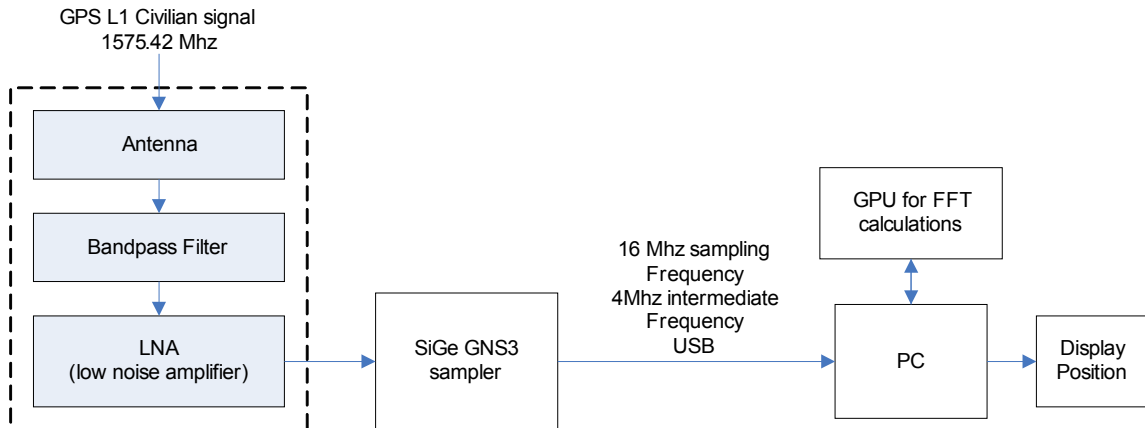 GPS L1 Civilian signal
1575.42 Mhz
Antenna
Bandpass Filter
LNA
(low noise amplifier)
SiGe GNS3
sampler
16 Mhz sampling
Frequency
4Mhz intermediate
Frequency
USB
GPU for FFT
calculations
PC
Display
Position